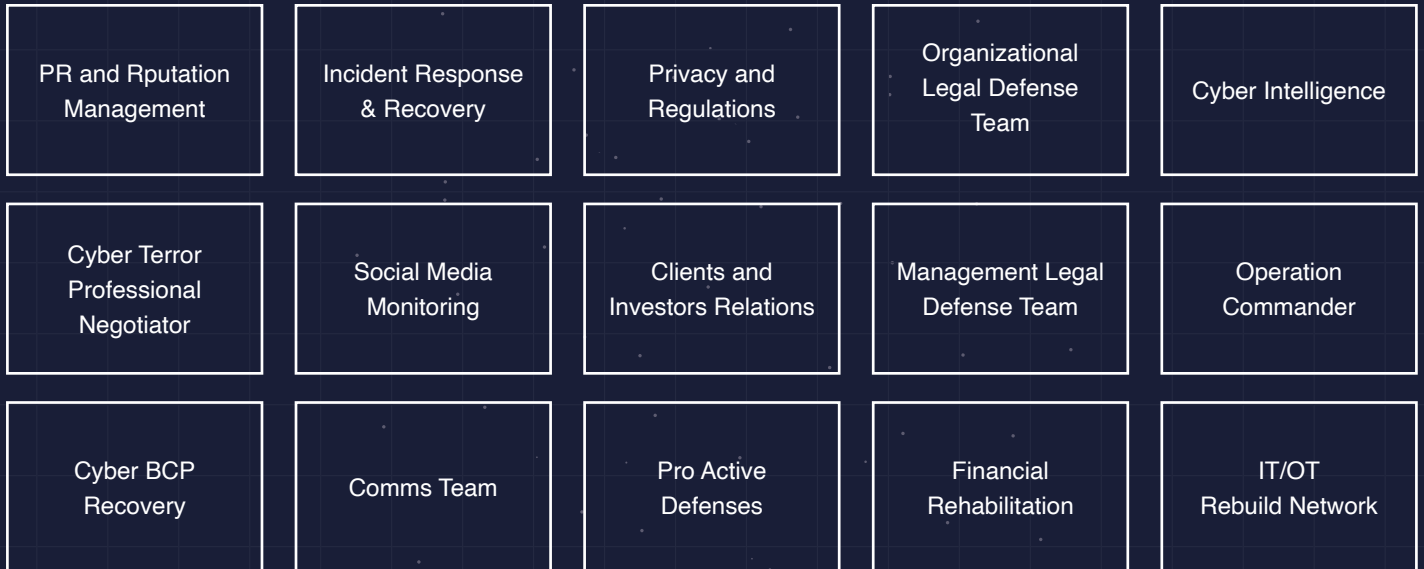 PR and Rputation
Management
Incident Response
& Recovery
Privacy and
Regulations
Organizational
Legal Defense
Team
Cyber Intelligence
Cyber Terror
Professional
Negotiator
Social Media
Monitoring
Clients and
Investors Relations
Management Legal
Defense Team
Operation
Commander
Cyber BCP
Recovery
Comms Team
Pro Active
Defenses
Financial
Rehabilitation
IT/OT
Rebuild Network